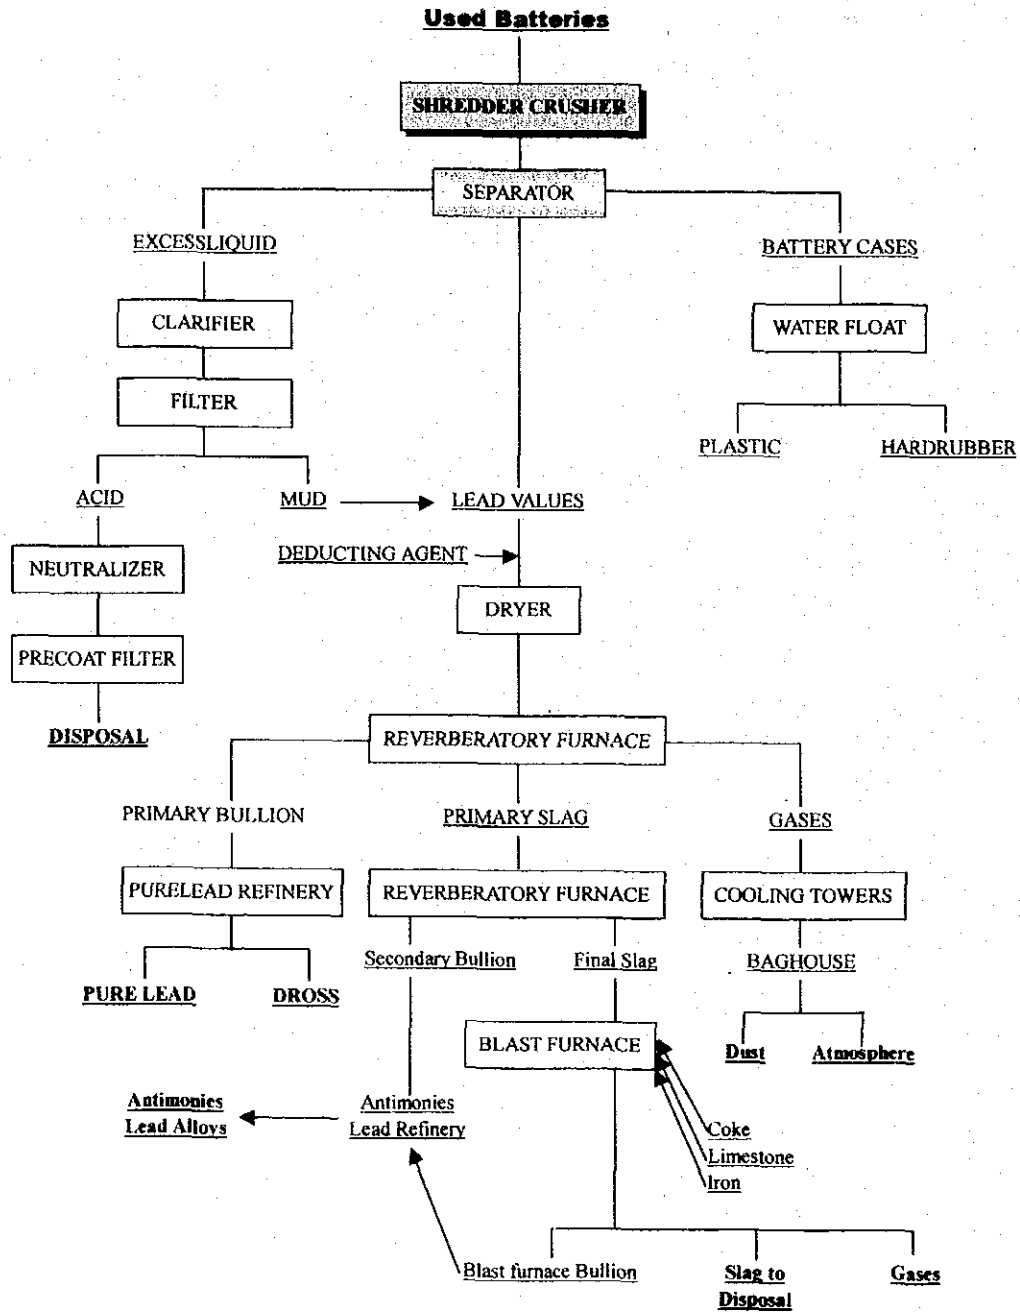 Used Batteries
SHREDDER CRUSHER
SEPARATOR
EXCESSLIQUID
BATTERY CASES
CLARIFIER
WATER FLOAT
FILTER
PLASTIC
HARDRUBBER
ACID
MUD
LEAD VALUES
DEDUCTING AGENT
NEUTRALIZER
DRYER
PRECOAT FILTER
DISPOSAL
REVERBERATORY FURNACE
PRIMARY BULLION
PRIMARY SLAG
GASES
PURELEAD REFINERY
REVERBERATORY FURNACE
COOLING TOWERS
Secondary Bullion
Final Slag
BAGHOUSE
PURE LEAD
DROSS
BLAST FURNACE
Dust
Atmosphere
Antimonies
Lead Alloys
Antimonies
Lead Refinery
Coke
Limestone
Iron
Blast furnace Bullion
Slag to
Disposal
Gases